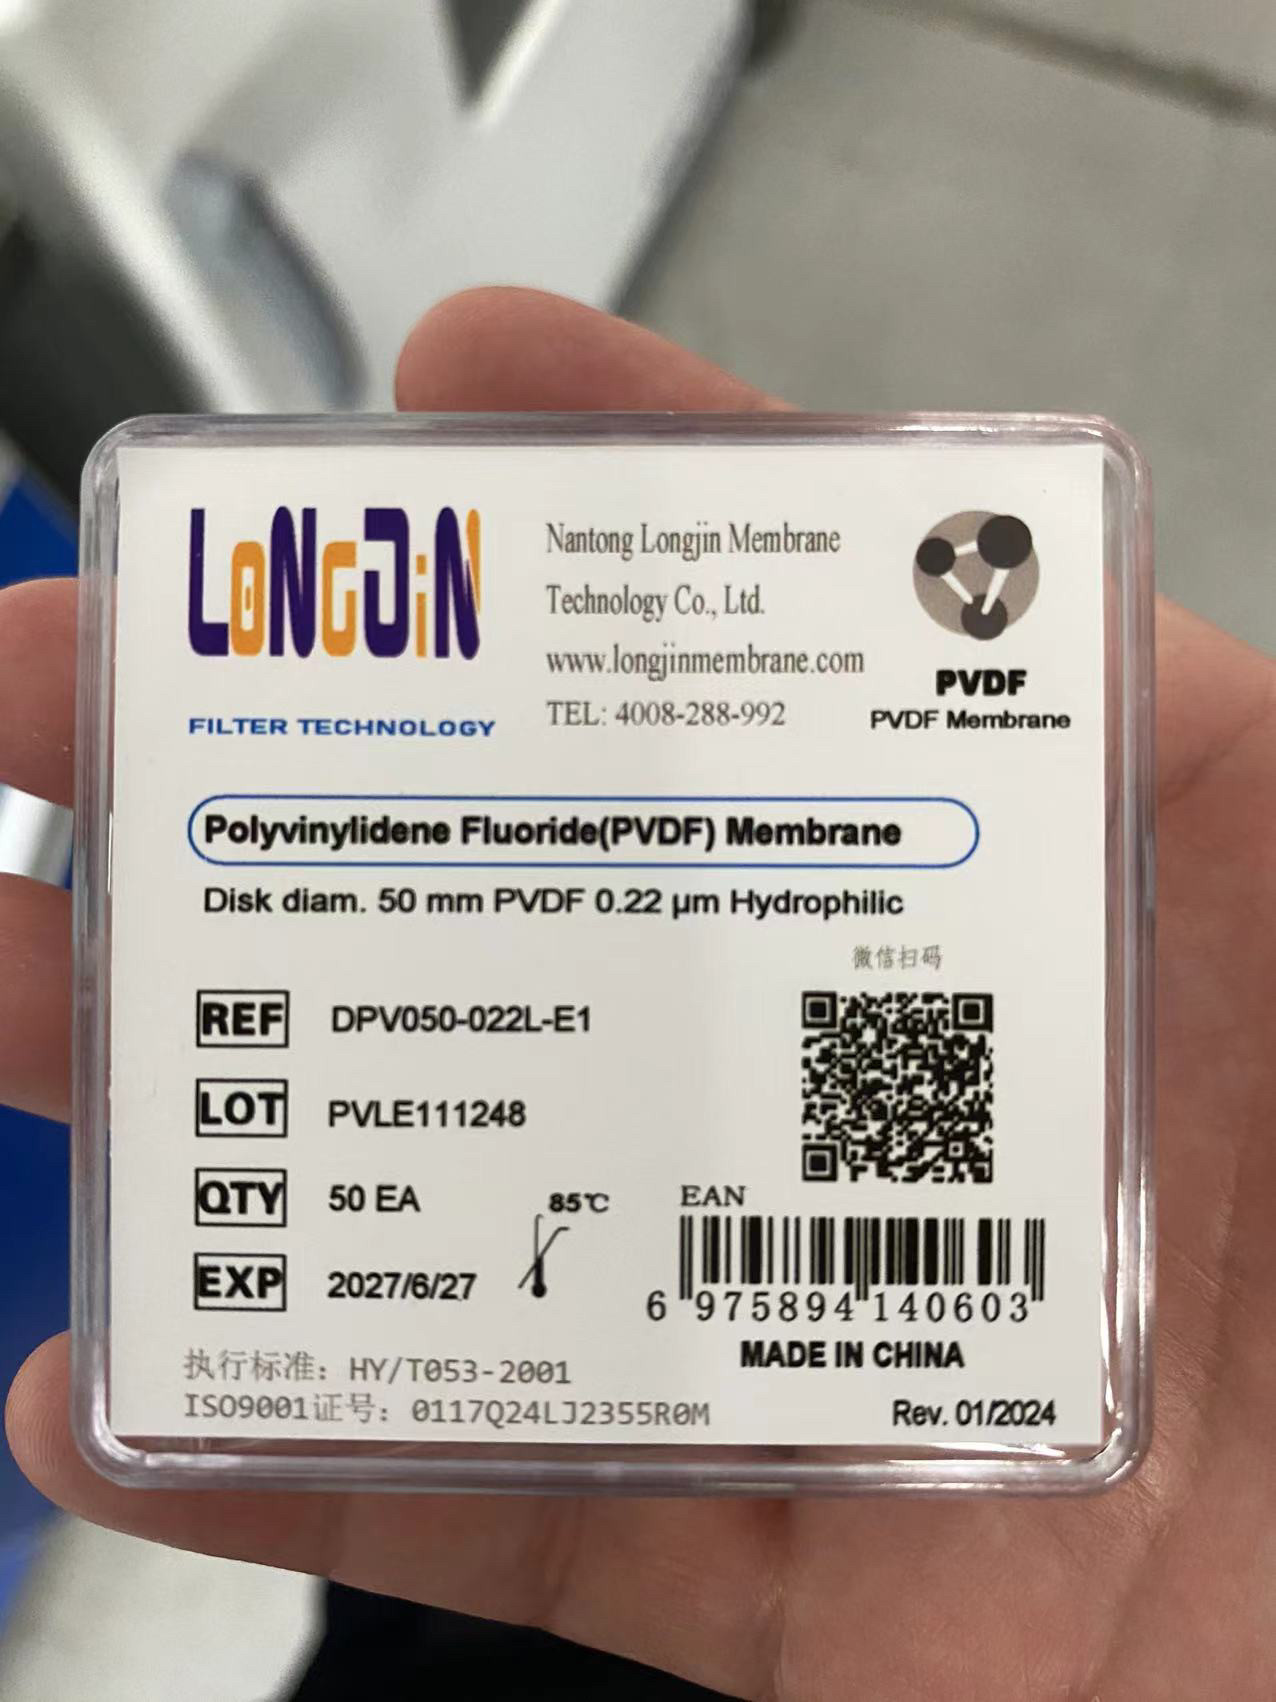 LONGJIN
FILTER TECHNOLOGY
Nantong Longjin Membrane
Technology Co., Ltd.
www.longjinmembrane.com
TEL: 4008-288-992
PVDF
PVDF Membrane
Polyvinylidene Fluoride(PVDF) Membrane
Disk diam. 50 mm PVDF 0.22 µm Hydrophilic
微信扫码
REF DPV050-022L-E1
LOT PVLE111248
QTY 50 EA
85℃
EXP 2027/6/27
EAN
6 975894 140603
MADE IN CHINA
执行标准：HY/T053-2001
ISO9001证号：0117Q24LJ2355R0M
Rev. 01/2024